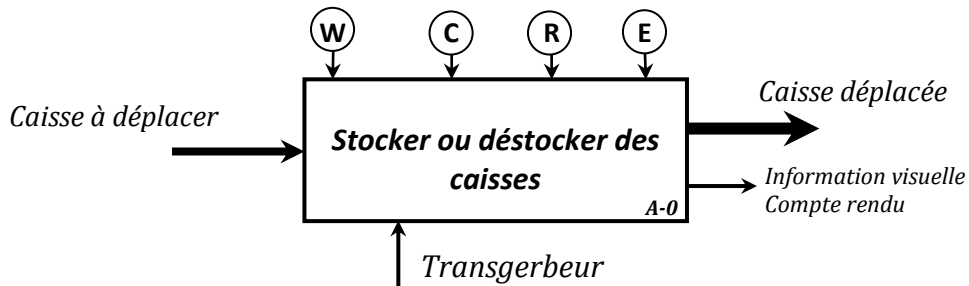 W C R E
Caisse à déplacer
Stocker ou déstocker des
caisses
A-0
Caisse déplacée
Information visuelle
Compte rendu
Transgerbeur